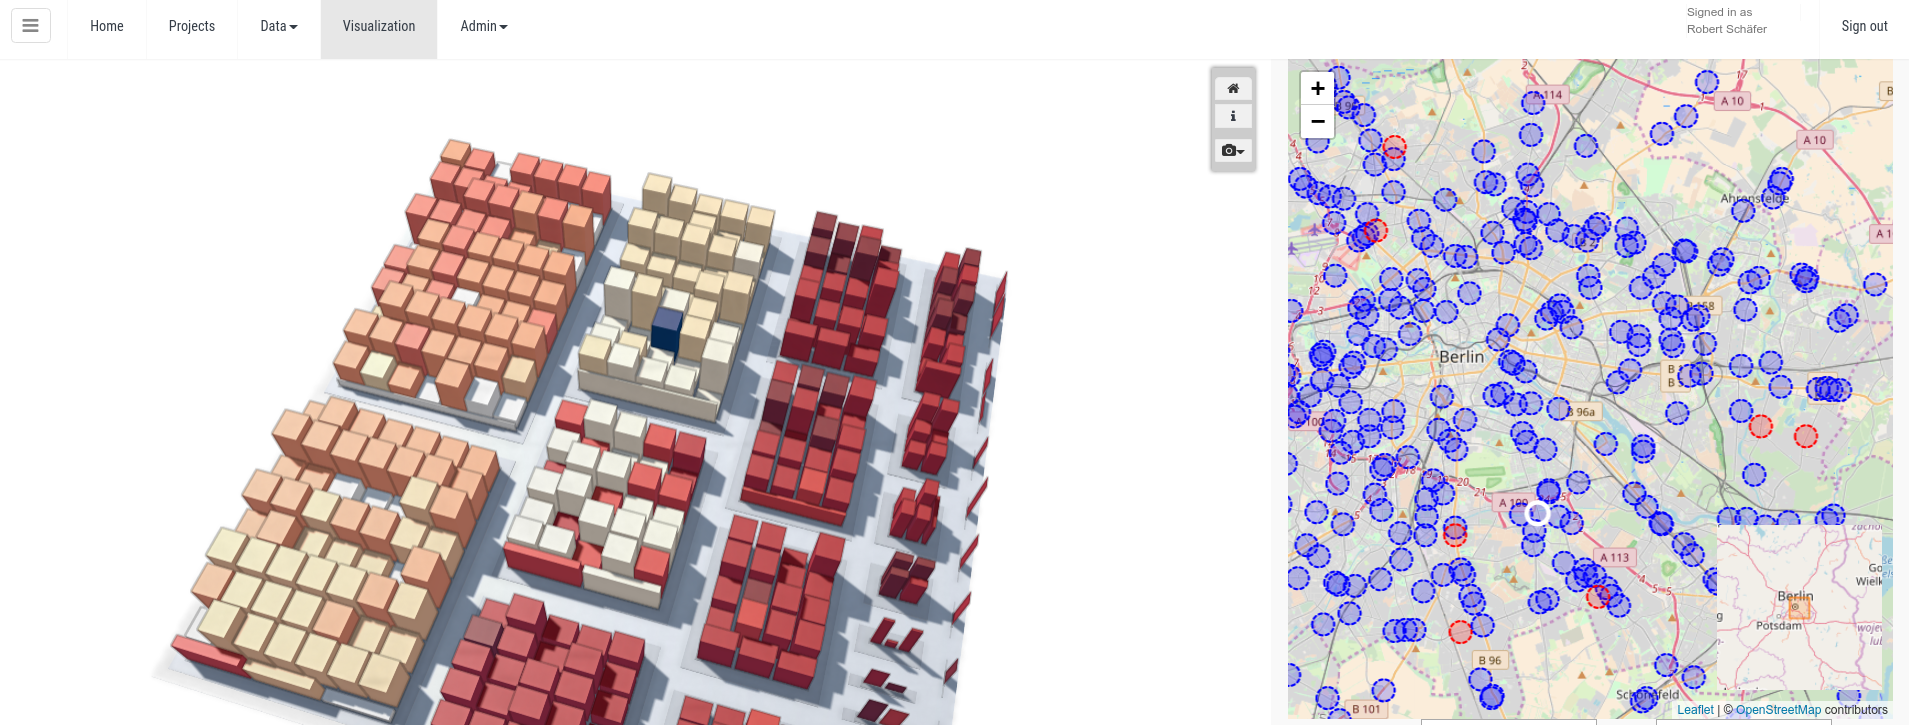 Home
Projects
Data
Visualization
Admin
Signed in as
Robert Schäfer
Sign out
+
−
A 114
A 10
A 10
Ahrensfelde
Berlin
B 96a
A 100
A 113
B 96
B 101
Berlin
Potsdam
Leaflet | © OpenStreetMap contributors